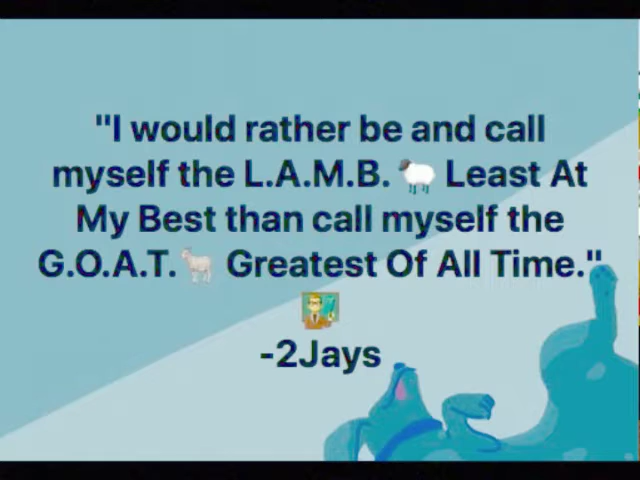 "I would rather be and call
myself the L.A.M.B.🐑 Least At
My Best than call myself the
G.O.A.T.🐐 Greatest Of All Time."
👨‍🏫
-2Jays